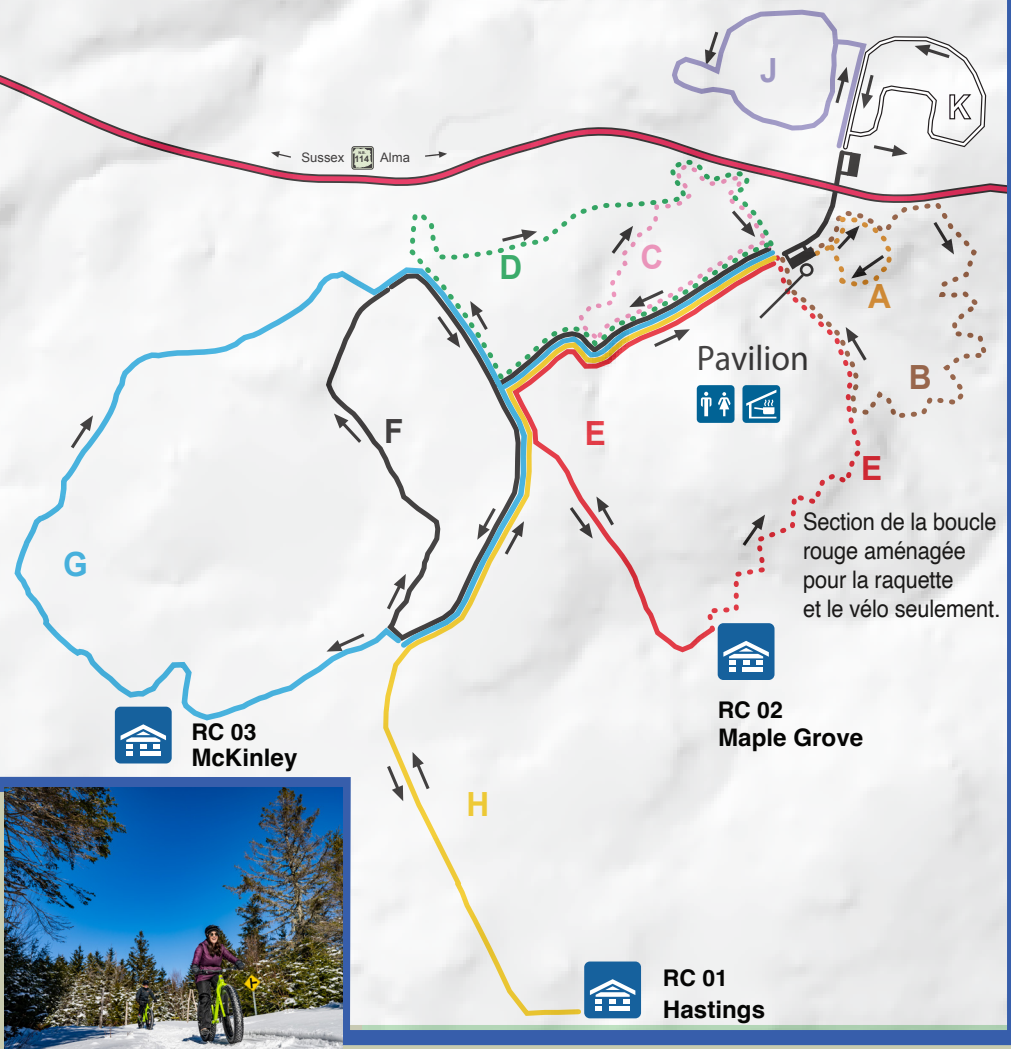 J
K
Sussex
N.B.
114
Alma
D
C
A
B
Pavilion
F
E
E
Section de la boucle
rouge aménagée
pour la raquette
et le vélo seulement.
G
RC 02
Maple Grove
RC 03
McKinley
H
RC 01
Hastings